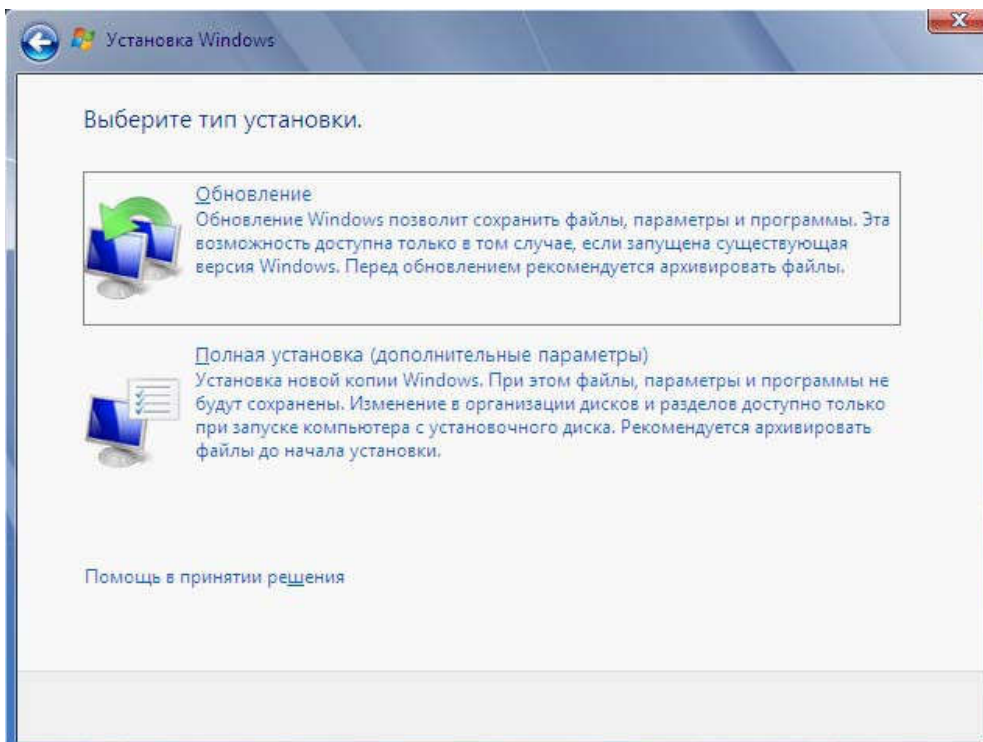 Установка Windows
Выберите тип установки.
Обновление
Обновление Windows позволит сохранить файлы, параметры и программы. Эта
возможность доступна только в том случае, если запущена существующая
версия Windows. Перед обновлением рекомендуется архивировать файлы.
Полная установка (дополнительные параметры)
Установка новой копии Windows. При этом файлы, параметры и программы не
будут сохранены. Изменение в организации дисков и разделов доступно только
при запуске компьютера с установочного диска. Рекомендуется архивировать
файлы до начала установки.
Помощь в принятии решения